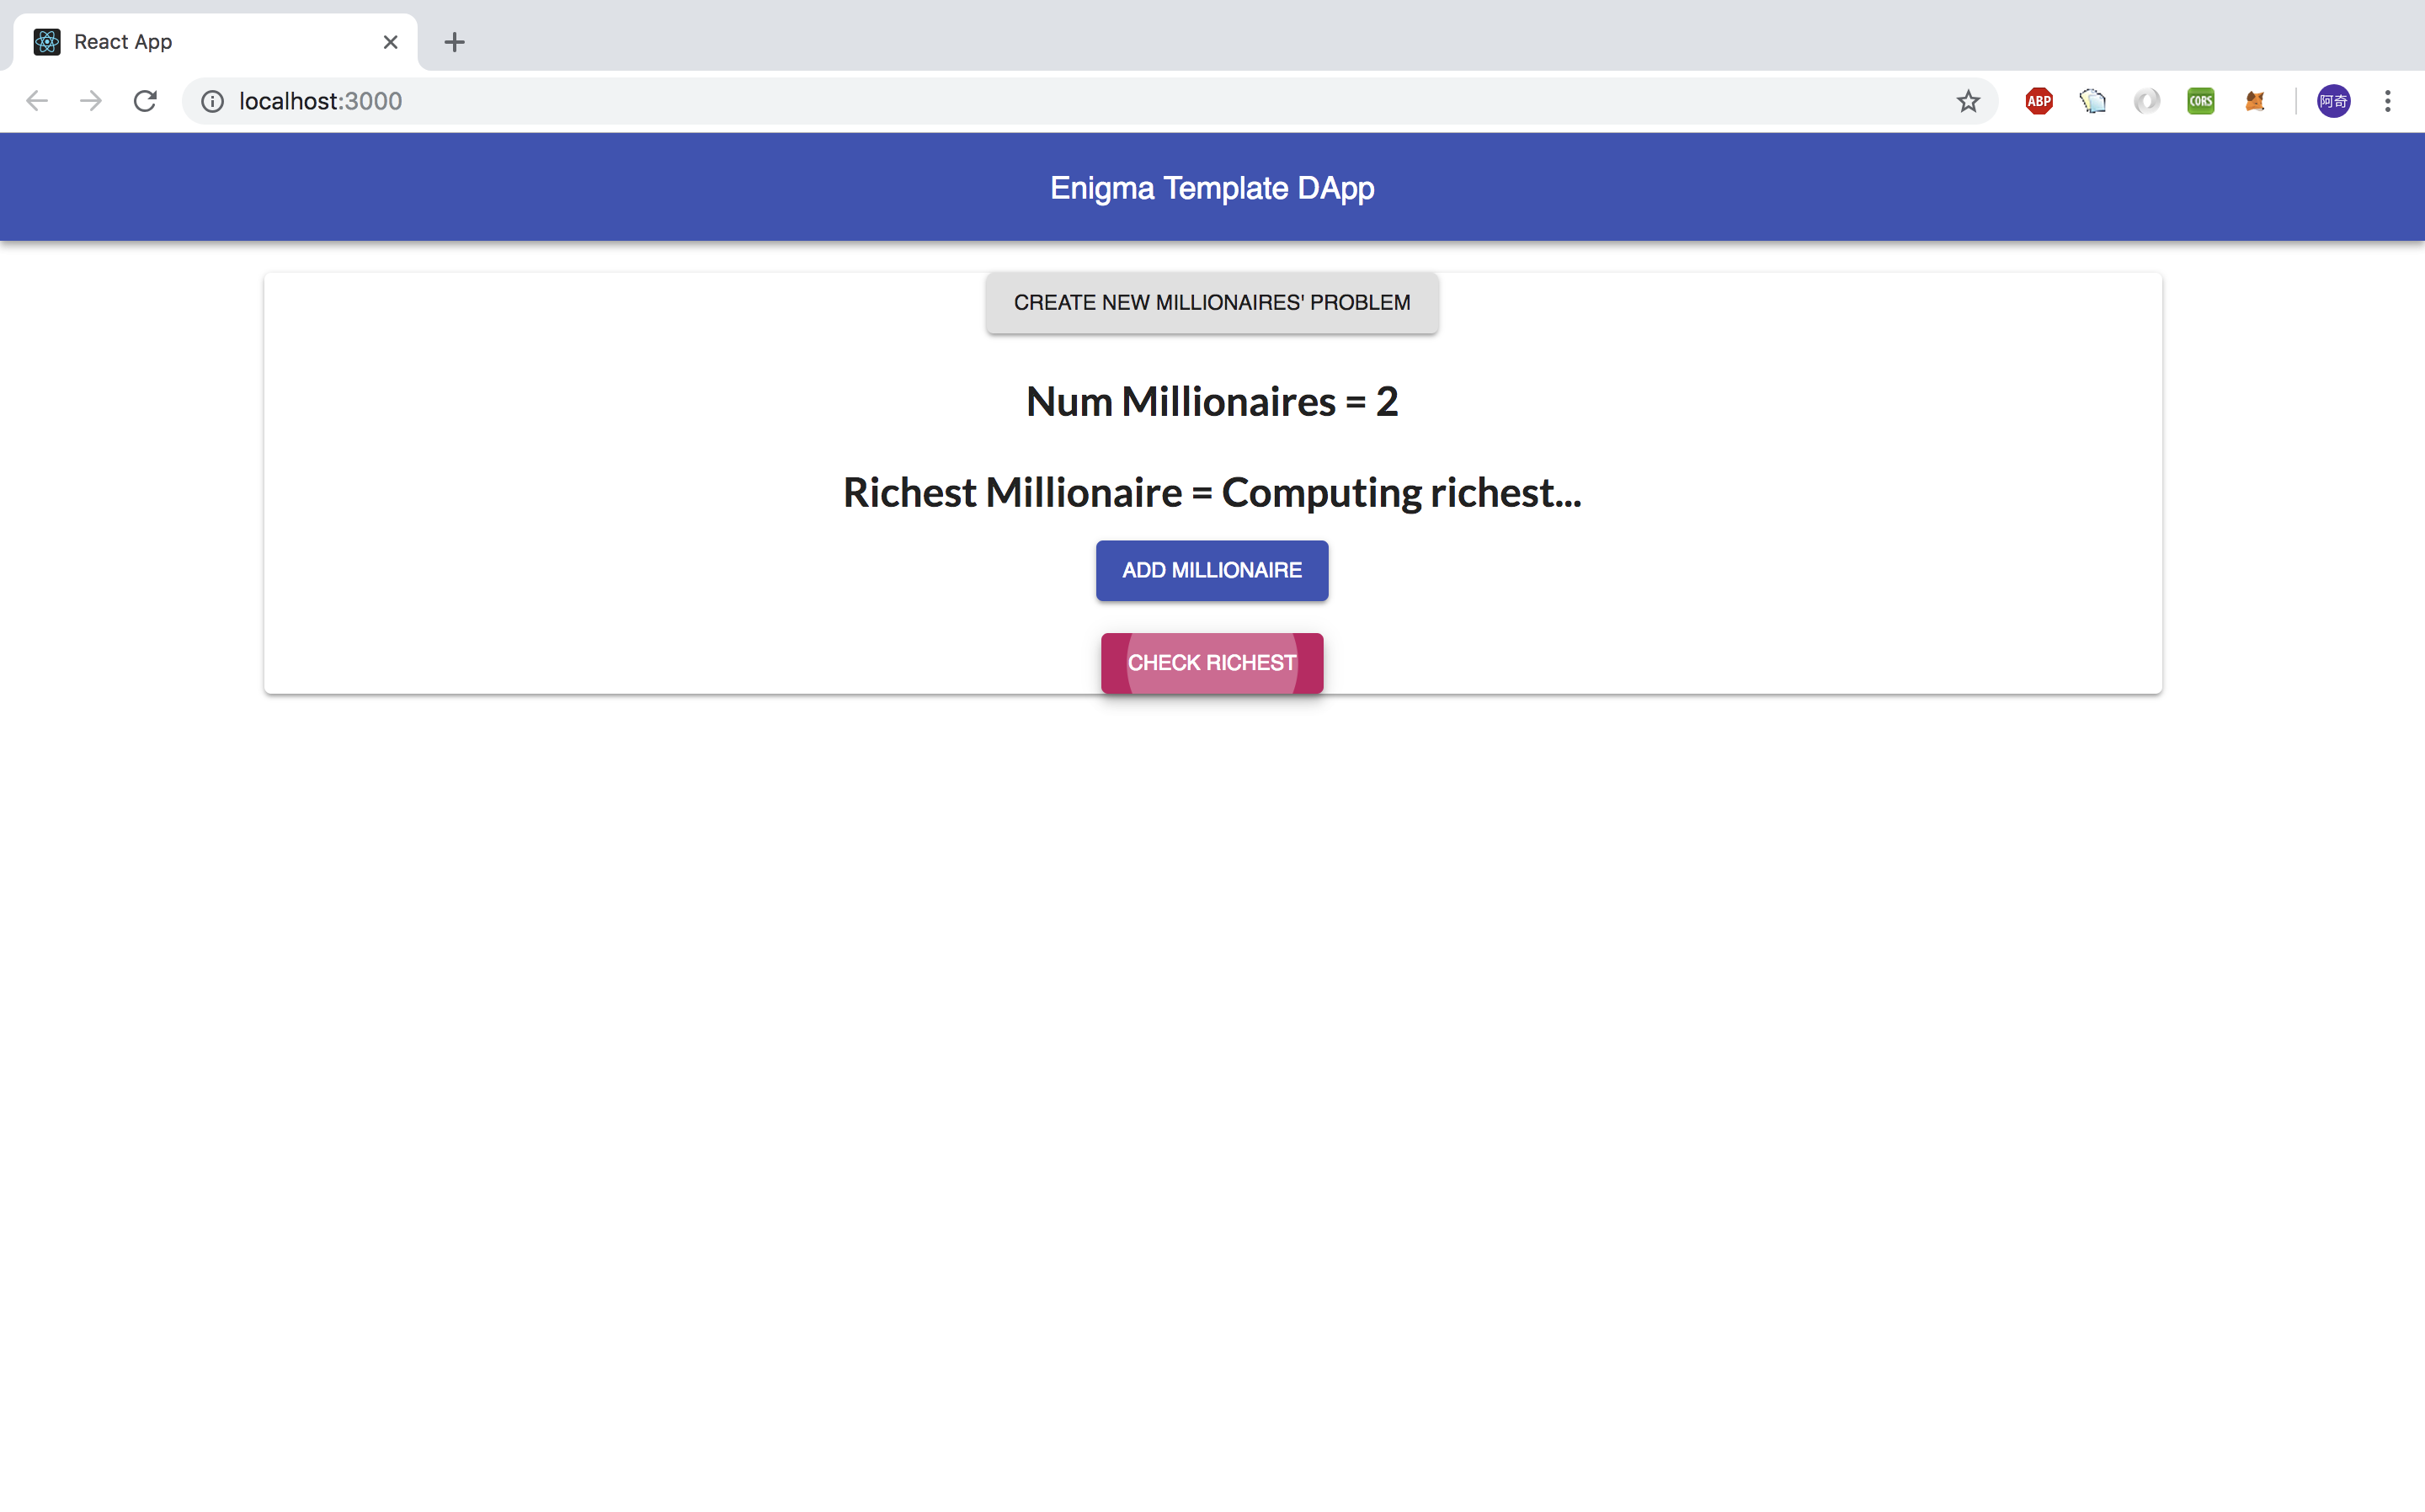 React App
localhost:3000
ABP
CORS
阿奇
Enigma Template DApp
CREATE NEW MILLIONAIRES' PROBLEM
Num Millionaires = 2
Richest Millionaire = Computing richest...
ADD MILLIONAIRE
CHECK RICHEST